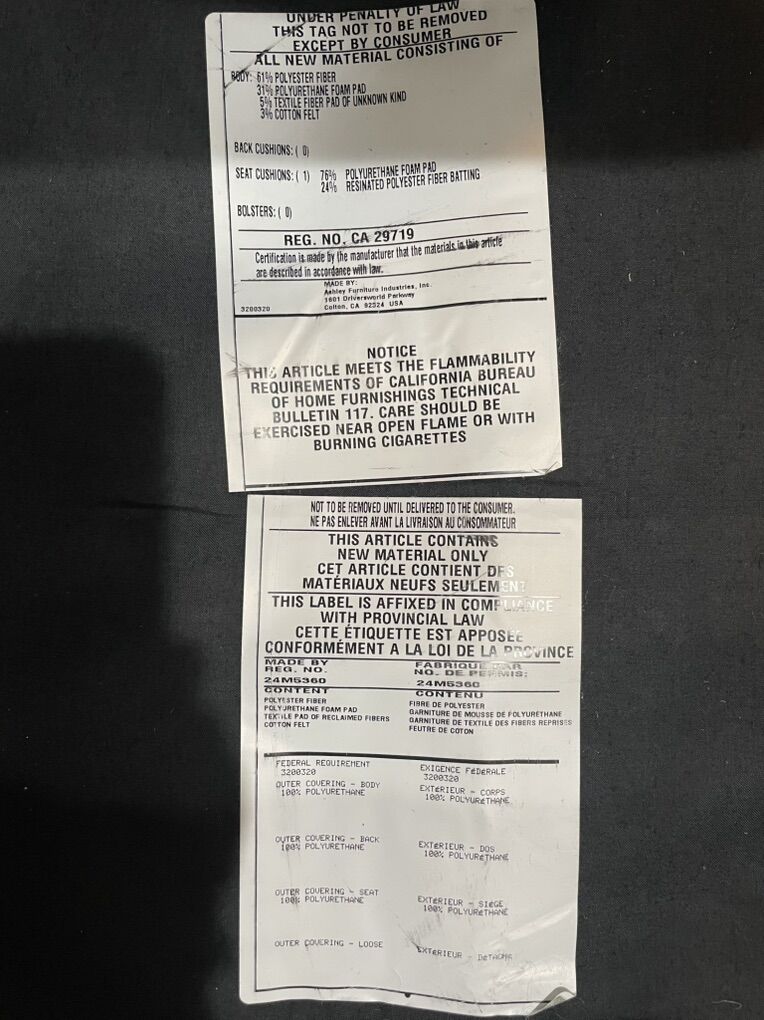 UNDER PENALTY OF LAW
THIS TAG NOT TO BE REMOVED
EXCEPT BY CONSUMER
ALL NEW MATERIAL CONSISTING OF
BODY: 61% POLYESTER FIBER
31% POLYURETHANE FOAM PAD
5% TEXTILE FIBER PAD OF UNKNOWN KIND
3% COTTON FELT
BACK CUSHIONS: ( 0)
SEAT CUSHIONS: ( 1) 76% POLYURETHANE FOAM PAD
24% RESINATED POLYESTER FIBER BATTING
BOLSTERS: ( 0)
REG. NO. CA 29719
Certification is made by the manufacturer that the materials in this article
are described in accordance with law.
MADE BY:
Ashley Furniture Industries, Inc.
1601 Driversworld Parkway
Colton, CA 92324 USA
3200320
NOTICE
THIS ARTICLE MEETS THE FLAMMABILITY
REQUIREMENTS OF CALIFORNIA BUREAU
OF HOME FURNISHINGS TECHNICAL
BULLETIN 117. CARE SHOULD BE
EXERCISED NEAR OPEN FLAME OR WITH
BURNING CIGARETTES
NOT TO BE REMOVED UNTIL DELIVERED TO THE CONSUMER.
NE PAS ENLEVER AVANT LA LIVRAISON AU CONSOMMATEUR
THIS ARTICLE CONTAINS
NEW MATERIAL ONLY
CET ARTICLE CONTIENT DES
MATÉRIAUX NEUFS SEULEMENT
THIS LABEL IS AFFIXED IN COMPLIANCE
WITH PROVINCIAL LAW
CETTE ÉTIQUETTE EST APPOSÉE
CONFORMÉMENT A LA LOI DE LA PROVINCE
MADE BY FABRIQUÉ PAR
REG. NO. NO. DE PERMIS:
24M5360 24M5360
CONTENT CONTENU
POLYESTER FIBER FIBRE DE POLYESTER
POLYURETHANE FOAM PAD GARNITURE DE MOUSSE DE POLYURÉTHANE
TEXTILE PAD OF RECLAIMED FIBERS GARNITURE DE TEXTILE DES FIBERS REPRISES
COTTON FELT FEUTRE DE COTON
FEDERAL REQUIREMENT EXIGENCE FéDéRALE
3200320 3200320
OUTER COVERING - BODY EXTéRIEUR - CORPS
100% POLYURETHANE 100% POLYURéTHANE
OUTER COVERING - BACK EXTéRIEUR - DOS
100% POLYURETHANE 100% POLYURéTHANE
OUTER COVERING - SEAT EXTéRIEUR - SIéGE
100% POLYURETHANE 100% POLYURéTHANE
OUTER COVERING - LOOSE EXTéRIEUR -